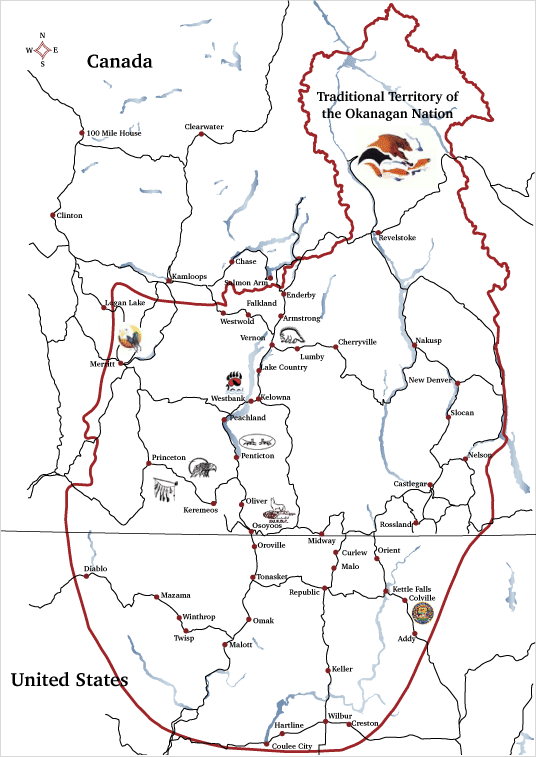 N
W E
S
Canada
Traditional Territory of
the Okanagan Nation
100 Mile House
Clearwater
Clinton
Revelstoke
Chase
Kamloops
Salmon Arm
Enderby
Logan Lake
Falkland
Westwold
Armstrong
Vernon
Cherryville
Nakusp
Lumby
Merritt
Lake Country
New Denver
Westbank
Kelowna
Peachland
Slocan
Princeton
Penticton
Nelson
Castlegar
Oliver
Keremeos
Osoyoos
Rossland
Midway
Oroville
Curlew
Orient
Malo
Diablo
Tonasket
Republic
Kettle Falls
Colville
Mazama
Winthrop
Omak
Twisp
Addy
Malott
Keller
United States
Wilbur
Hartline
Creston
Coulee City